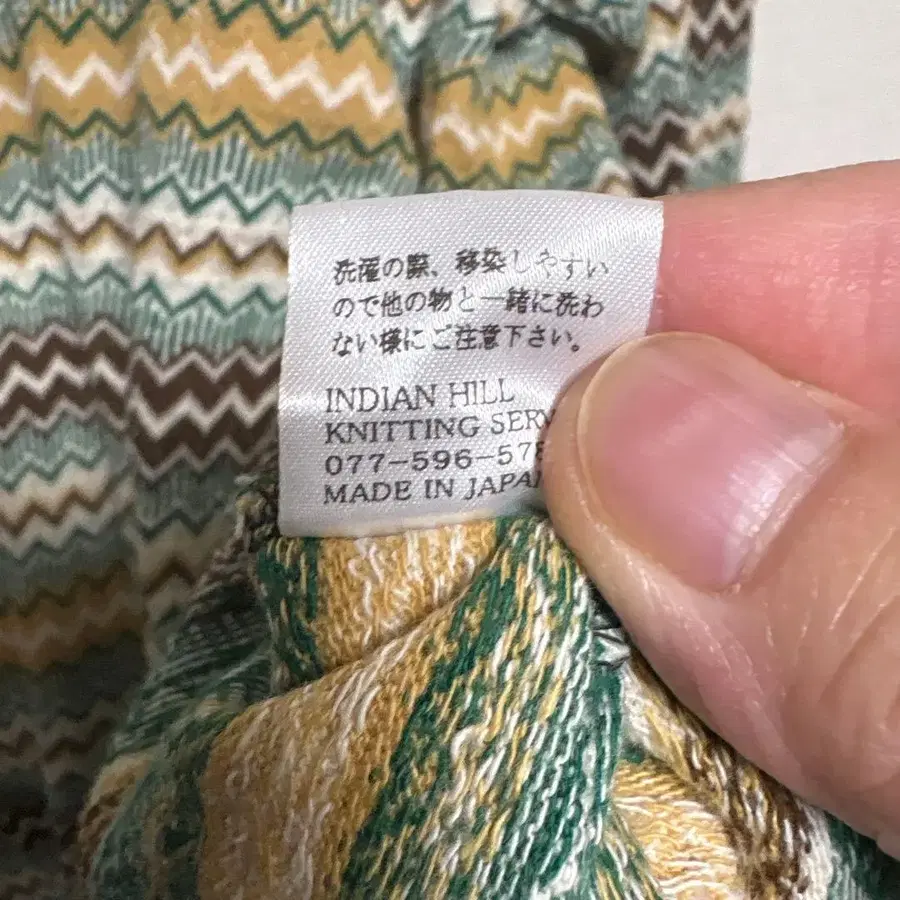 洗濯の際、移染しやすい
ので他の物と一緒に洗わ
ない様にご注意下さい。
INDIAN HILL
KNITTING SERV
077-596-578
MADE IN JAPAN